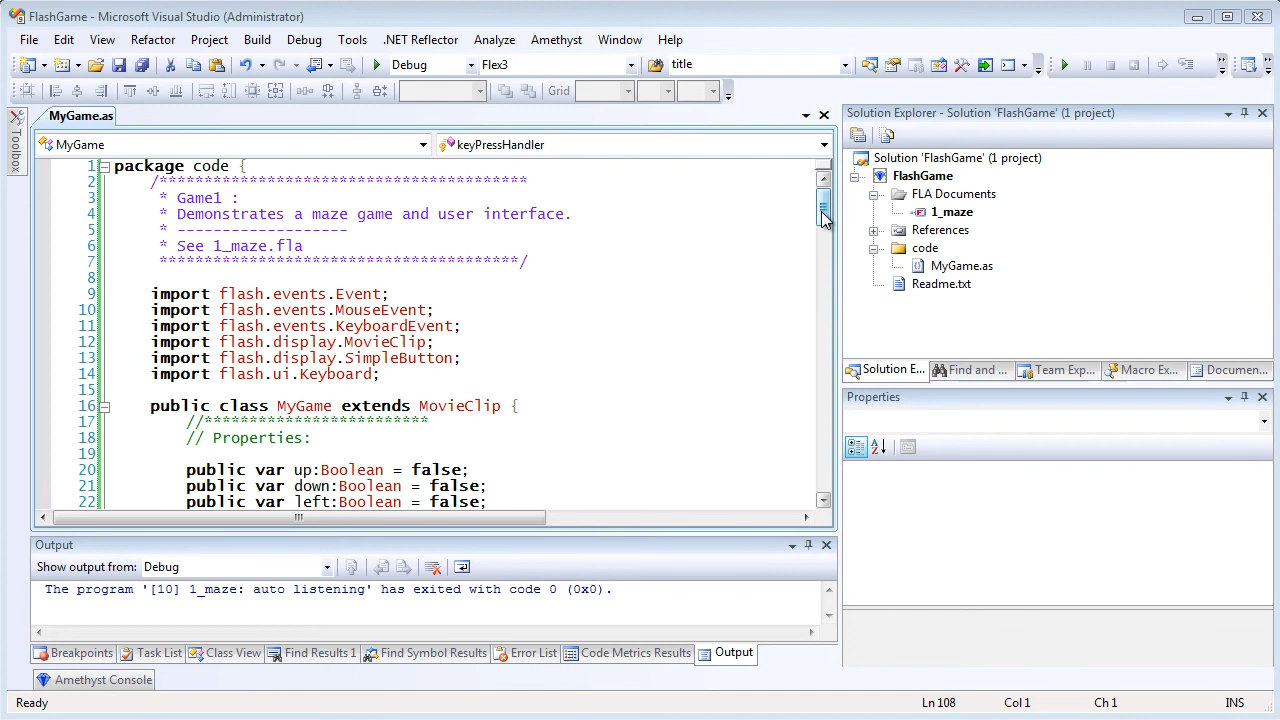 FlashGame - Microsoft Visual Studio (Administrator)
File Edit View Refactor Project Build Debug Tools .NET Reflector Analyze Amethyst Window Help
Debug Flex3 title
Grid
MyGame.as
Toolbox
MyGame keyPressHandler
1 package code {
2 /****************************************
3 * Game1 :
4 * Demonstrates a maze game and user interface.
5 * -------------------
6 * See 1_maze.fla
7 ****************************************/
8
9 import flash.events.Event;
10 import flash.events.MouseEvent;
11 import flash.events.KeyboardEvent;
12 import flash.display.MovieClip;
13 import flash.display.SimpleButton;
14 import flash.ui.Keyboard;
15
16 public class MyGame extends MovieClip {
17 //*************************
18 // Properties:
19
20 public var up:Boolean = false;
21 public var down:Boolean = false;
22 public var left:Boolean = false;
Solution Explorer - Solution 'FlashGame' (1 project)
Solution 'FlashGame' (1 project)
FlashGame
FLA Documents
1_maze
References
code
MyGame.as
Readme.txt
Solution E... Find and ... Team Exp... Macro Ex... Documen...
Properties
Output
Show output from: Debug
The program '[10] 1_maze: auto listening' has exited with code 0 (0x0).
Breakpoints Task List Class View Find Results 1 Find Symbol Results Error List Code Metrics Results Output
Amethyst Console
Ready Ln 108 Col 1 Ch 1 INS